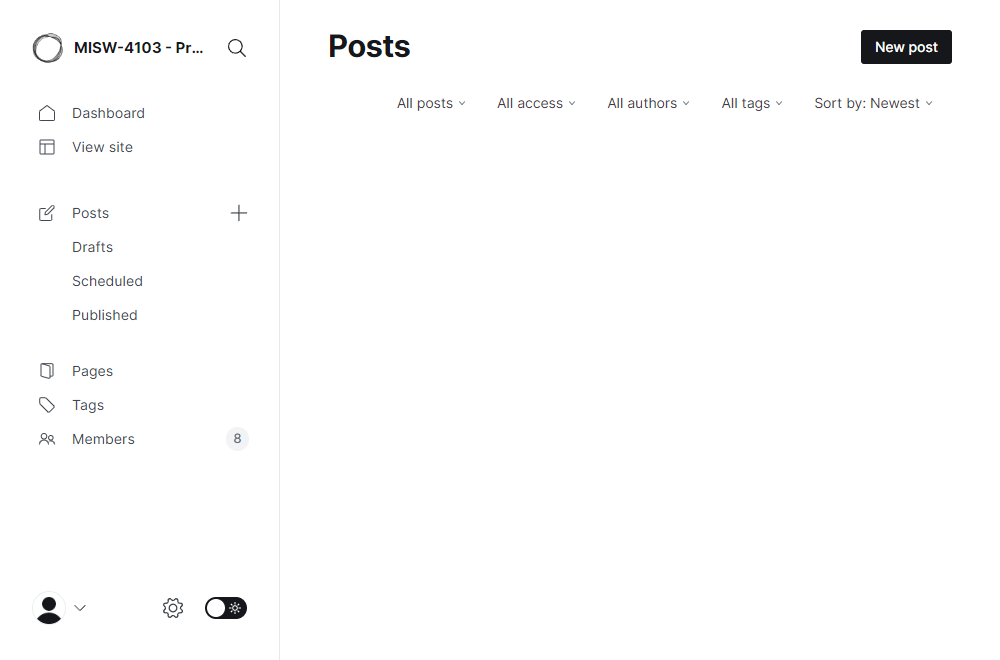 MISW-4103 - Pr...
Dashboard
View site
Posts
Drafts
Scheduled
Published
Pages
Tags
Members 8
Posts
New post
All posts All access All authors All tags Sort by: Newest